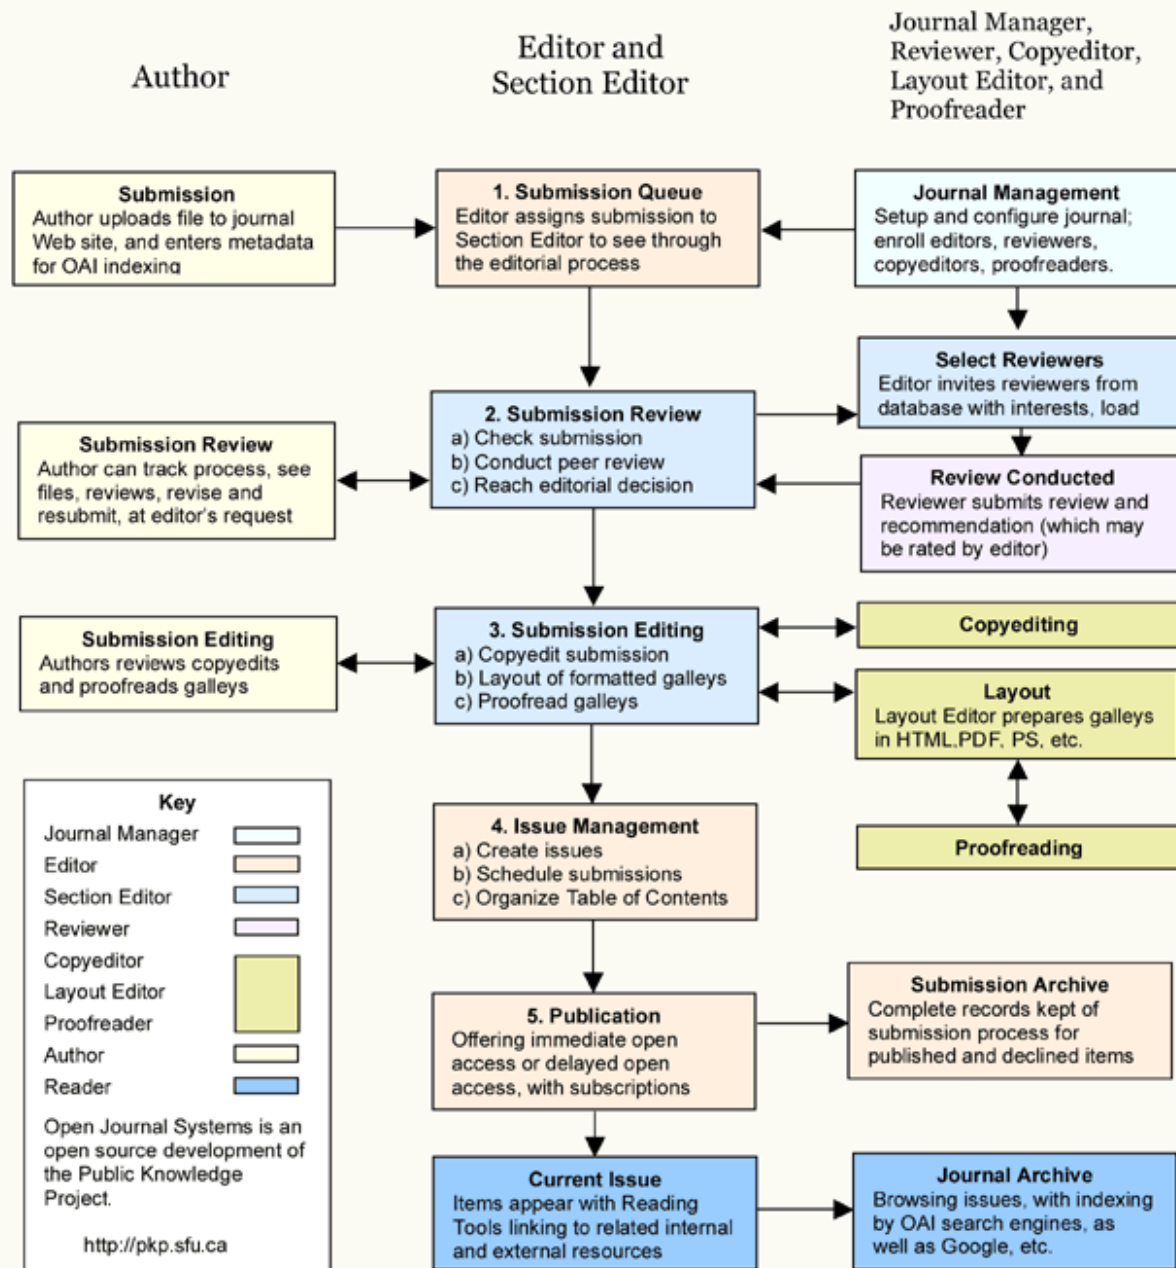 Author
Editor and
Section Editor
Journal Manager,
Reviewer, Copyeditor,
Layout Editor, and
Proofreader
Submission
Author uploads file to journal
Web site, and enters metadata
for OAI indexing
1. Submission Queue
Editor assigns submission to
Section Editor to see through
the editorial process
Journal Management
Setup and configure journal;
enroll editors, reviewers,
copyeditors, proofreaders.
Select Reviewers
Editor invites reviewers from
database with interests, load
2. Submission Review
a) Check submission
b) Conduct peer review
c) Reach editorial decision
Submission Review
Author can track process, see
files, reviews, revise and
resubmit, at editor's request
Review Conducted
Reviewer submits review and
recommendation (which may
be rated by editor)
Submission Editing
Authors reviews copyedits
and proofreads galleys
3. Submission Editing
a) Copyedit submission
b) Layout of formatted galleys
c) Proofread galleys
Copyediting
Layout
Layout Editor prepares galleys
in HTML,PDF, PS, etc.
Proofreading
Key
Journal Manager
Editor
Section Editor
Reviewer
Copyeditor
Layout Editor
Proofreader
Author
Reader
Open Journal Systems is an
open source development of
the Public Knowledge
Project.
http://pkp.sfu.ca
4. Issue Management
a) Create issues
b) Schedule submissions
c) Organize Table of Contents
5. Publication
Offering immediate open
access or delayed open
access, with subscriptions
Submission Archive
Complete records kept of
submission process for
published and declined items
Current Issue
Items appear with Reading
Tools linking to related internal
and external resources
Journal Archive
Browsing issues, with indexing
by OAI search engines, as
well as Google, etc.